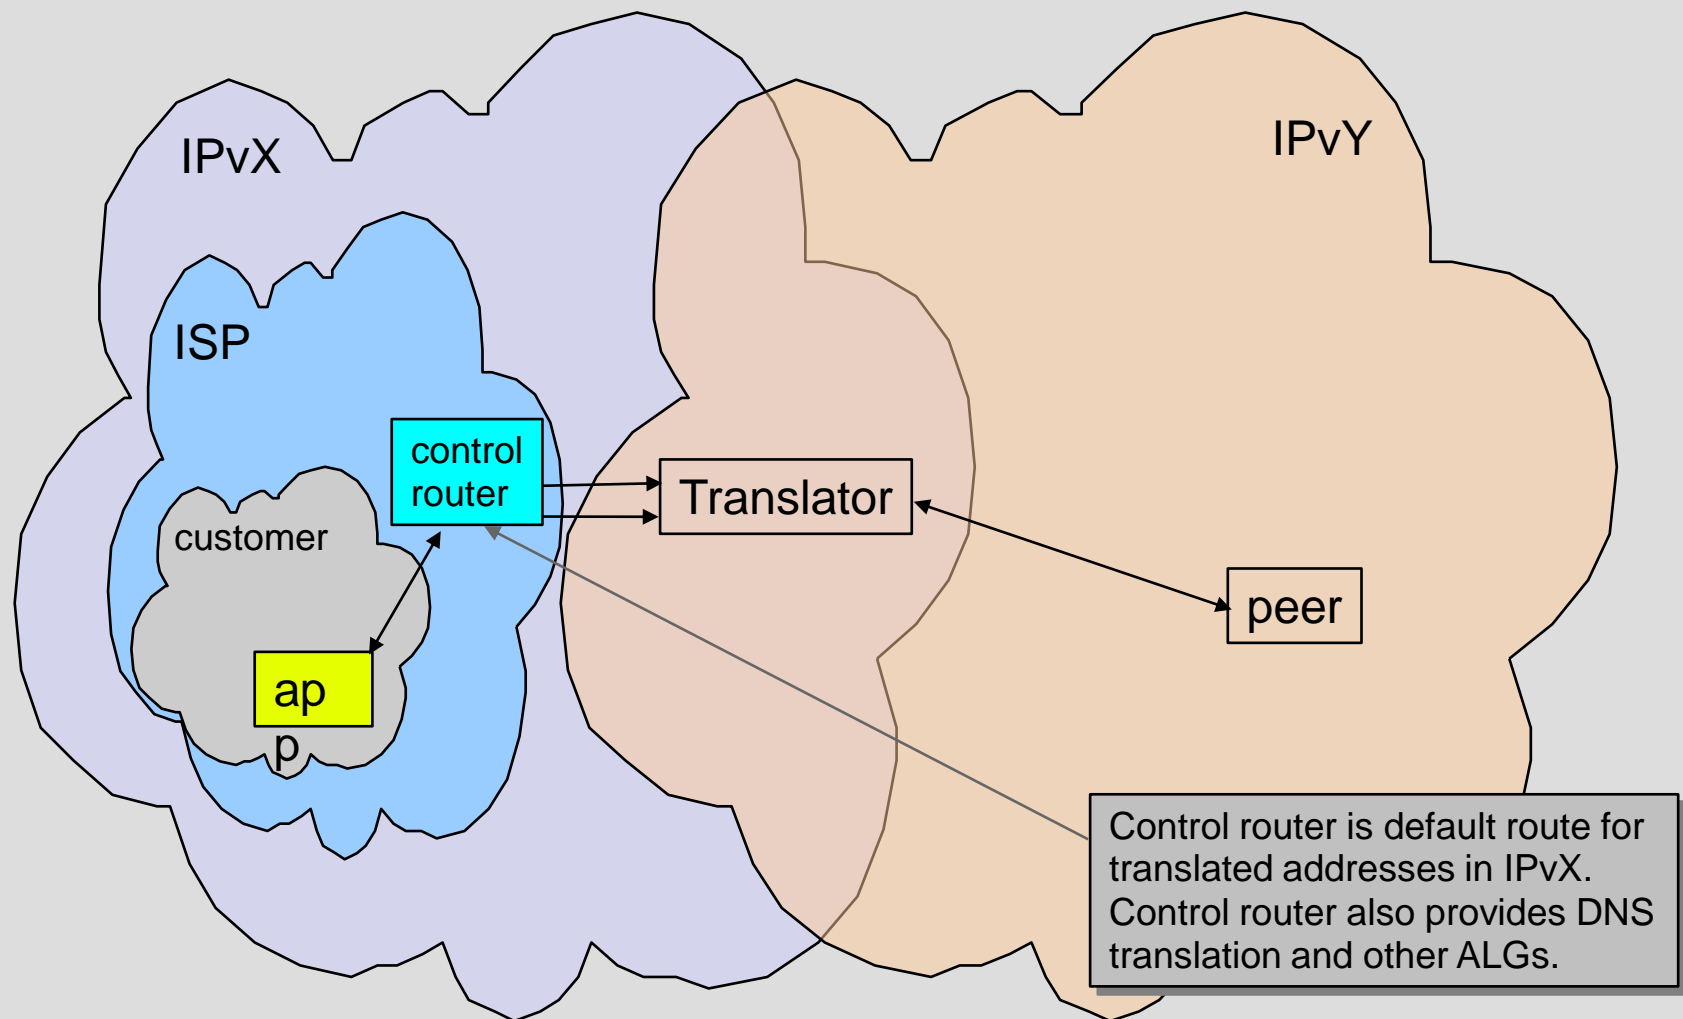 IPvX
IPvY
ISP
control
router
Translator
customer
peer
ap
p
Control router is default route for
translated addresses in IPvX.
Control router also provides DNS
translation and other ALGs.